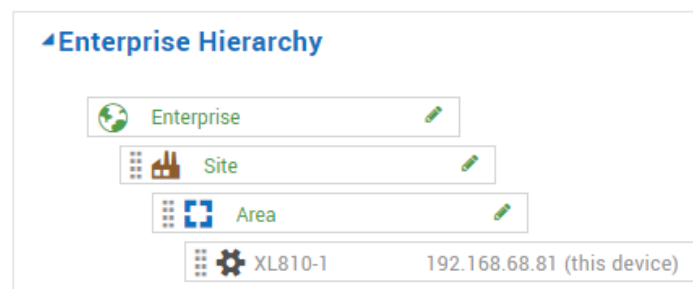 Enterprise Hierarchy
Enterprise
Site
Area
XL810-1 192.168.68.81 (this device)